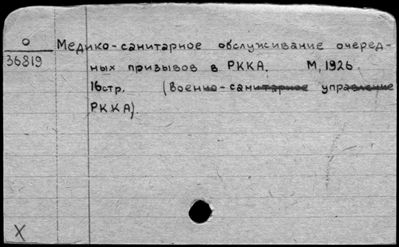 О
36819
Медико-санитарное обслуживание очеред-
ных призывов в РККА. М, 1926.
16стр. (Военно-санитарное управление
РККА).
X